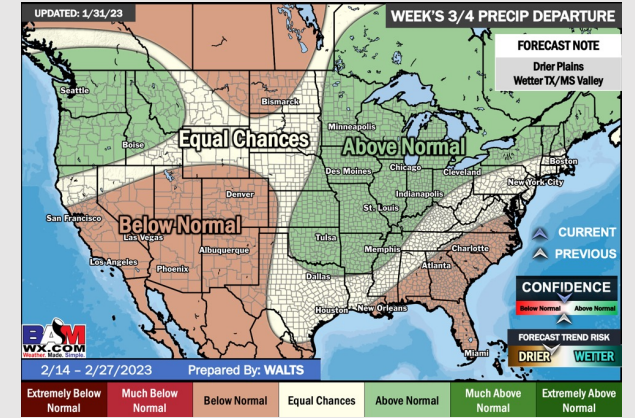 UPDATED: 1/31/23
WEEK'S 3/4 PRECIP DEPARTURE
FORECAST NOTE
Drier Plains
Wetter TX/MS Valley
Seattle
Bismarck
Minneapolis
Equal Chances
Above Normal
Boise
Boston
Des Moines
Chicago
Cleveland
New York City
Denver
Indianapolis
St. Louis
San Francisco
Below Normal
Las Vegas
CURRENT
Tulsa
Memphis
Charlotte
Albuquerque
PREVIOUS
Los Angeles
Phoenix
Atlanta
Dallas
CONFIDENCE
Houston
New Orleans
Below Normal
Above Normal
BAM
WX.COM
Weather. Made. Simple.
FORECAST TREND RISK
DRIER
WETTER
Miami
2/14 – 2/27/2023
Prepared By: WALTS
Extremely Below
Normal
Much Below
Normal
Below Normal
Equal Chances
Above Normal
Much Above
Normal
Extremely Above
Normal